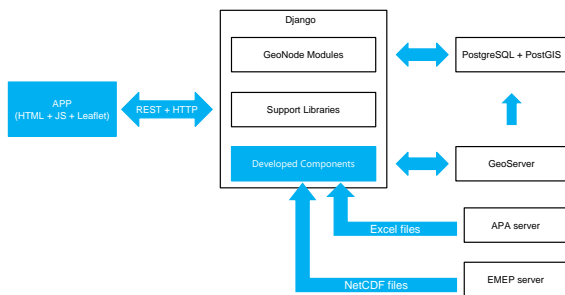 Django
GeoNode Modules
PostgreSQL + PostGIS
APP
(HTML + JS + Leaflet)
REST + HTTP
Support Libraries
Developed Components
GeoServer
Excel files
APA server
NetCDF files
EMEP server